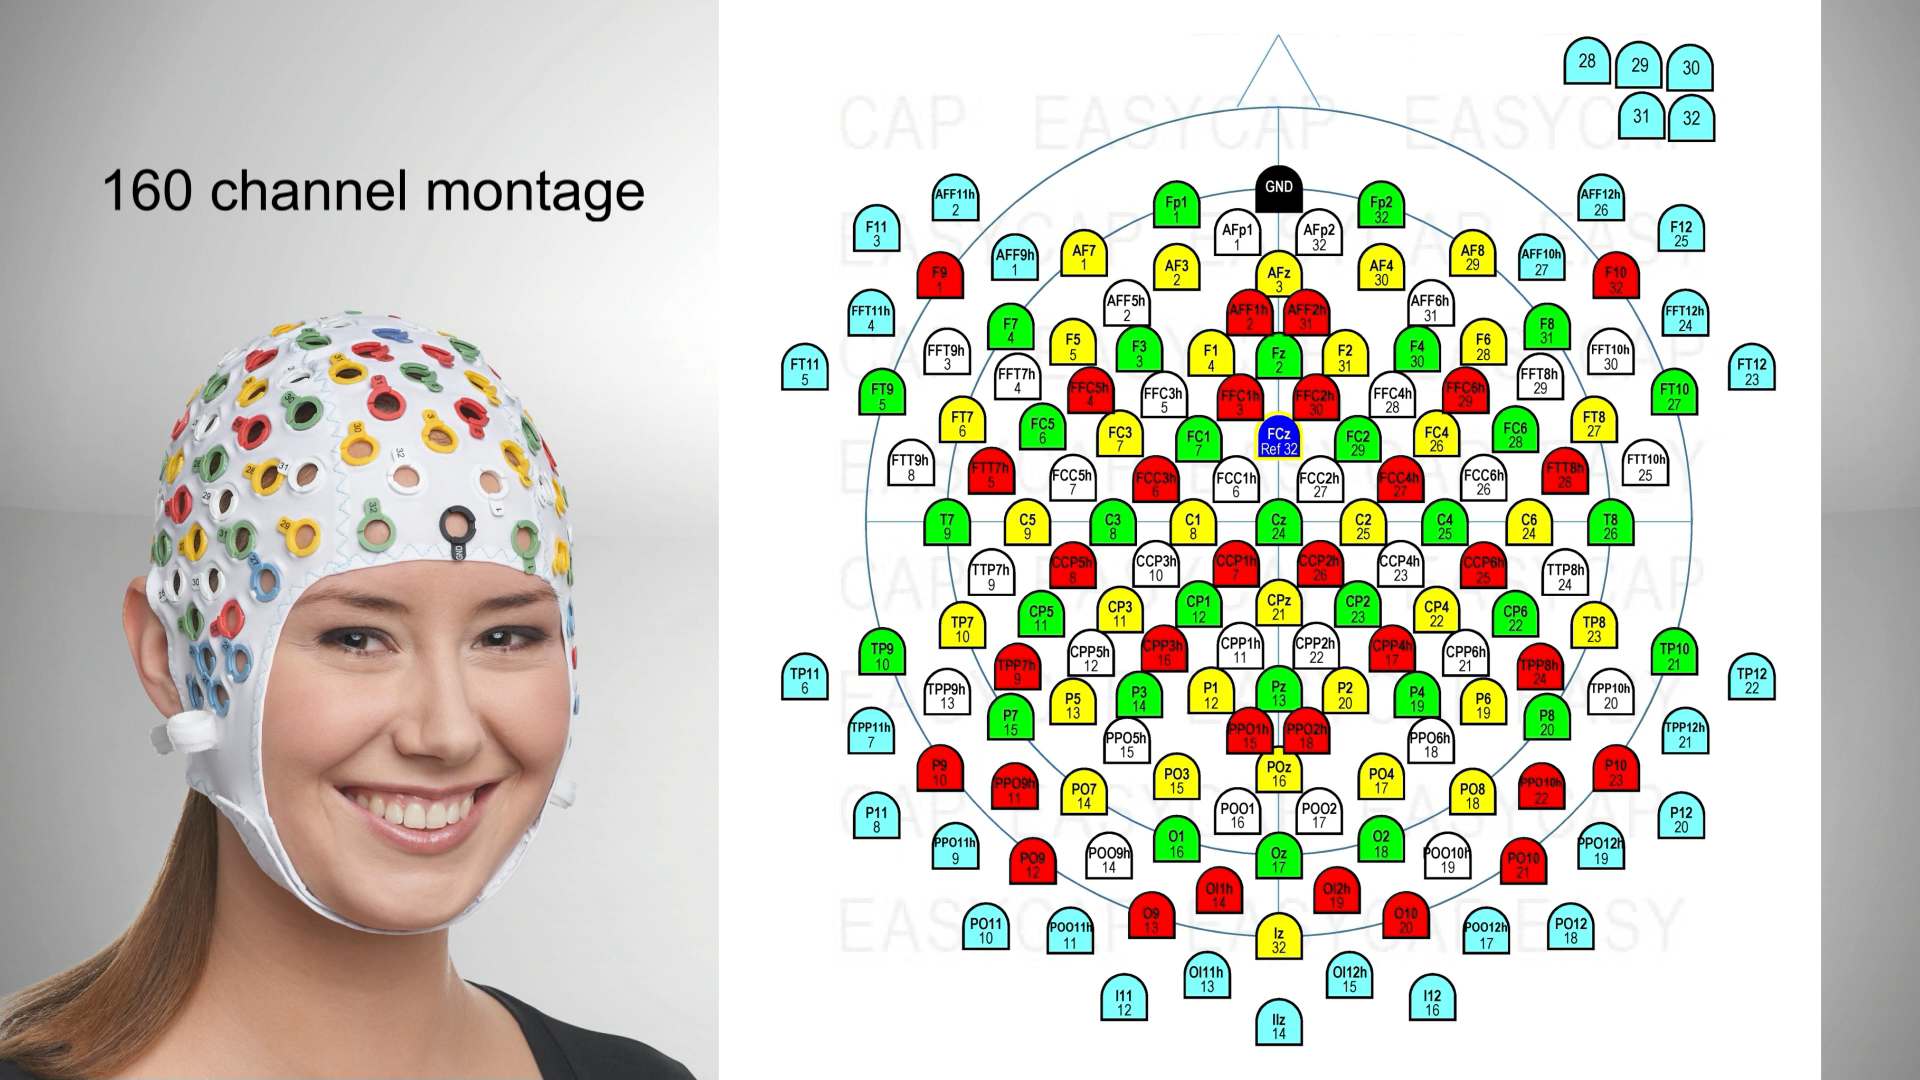 160 channel montage
CAP EASYCAP EASYC
28 29 30
31 32
GND
AFF11h 2
AFF12h 26
Fp1 1
Fp2 32
F11 3
AFp1 1
AFp2 32
F12 25
AFF9h 1
AF7 1
AF8 29
AFF10h 27
F9 1
AF3 2
AFz 3
AF4 30
F10 32
AFF5h 2
AFF1h 2
AFF2h 31
AFF6h 31
FFT11h 4
F7 4
F8 31
FFT12h 24
FFT9h 3
F5 5
F3 3
F1 4
Fz 2
F2 31
F4 30
F6 28
FFT10h 30
FT11 5
FT12 23
FFT7h 4
FFT8h 29
FT9 5
FFC5h 4
FFC3h 5
FFC1h 3
FFC2h 30
FFC4h 28
FFC6h 29
FT10 27
FT7 6
FC5 6
FC3 7
FC1 7
FCz Ref 32
FC2 29
FC4 26
FC6 28
FT8 27
FTT9h 8
FTT7h 5
FCC5h 7
FCC3h 6
FCC1h 6
FCC2h 27
FCC4h 27
FCC6h 26
FTT8h 28
FTT10h 25
T7 9
C5 9
C3 8
C1 8
Cz 24
C2 25
C4 25
C6 24
T8 26
TTP7h 9
CCP5h 8
CCP3h 10
CCP1h 7
CCP2h 26
CCP4h 23
CCP6h 25
TTP8h 24
TP7 10
CP5 11
CP3 11
CP1 12
CPz 21
CP2 23
CP4 22
CP6 22
TP8 23
TP9 10
TPP7h 9
CPP5h 12
CPP3h 16
CPP1h 11
CPP2h 22
CPP4h 17
CPP6h 21
TPP8h 24
TP10 21
TP11 6
TP12 22
TPP9h 13
P5 13
P3 14
P1 12
Pz 13
P2 20
P4 19
P6 19
TPP10h 20
TPP11h 7
P7 15
P8 20
TPP12h 21
PPO5h 15
PPO1h 15
PPO2h 18
PPO6h 18
P9 10
PPO9h 11
PO7 14
PO3 15
POz 16
PO4 17
PO8 18
PPO10h 22
P10 23
P11 8
POO1 16
POO2 17
P12 20
PPO11h 9
O1 16
O2 18
PPO12h 19
PO9 12
POO9h 14
Oz 17
POO10h 19
PO10 21
OI1h 14
OI2h 19
O9 13
O10 20
PO11 10
POO11h 11
Iz 32
POO12h 17
PO12 18
OI11h 13
OI12h 15
I11 12
I12 16
IIz 14